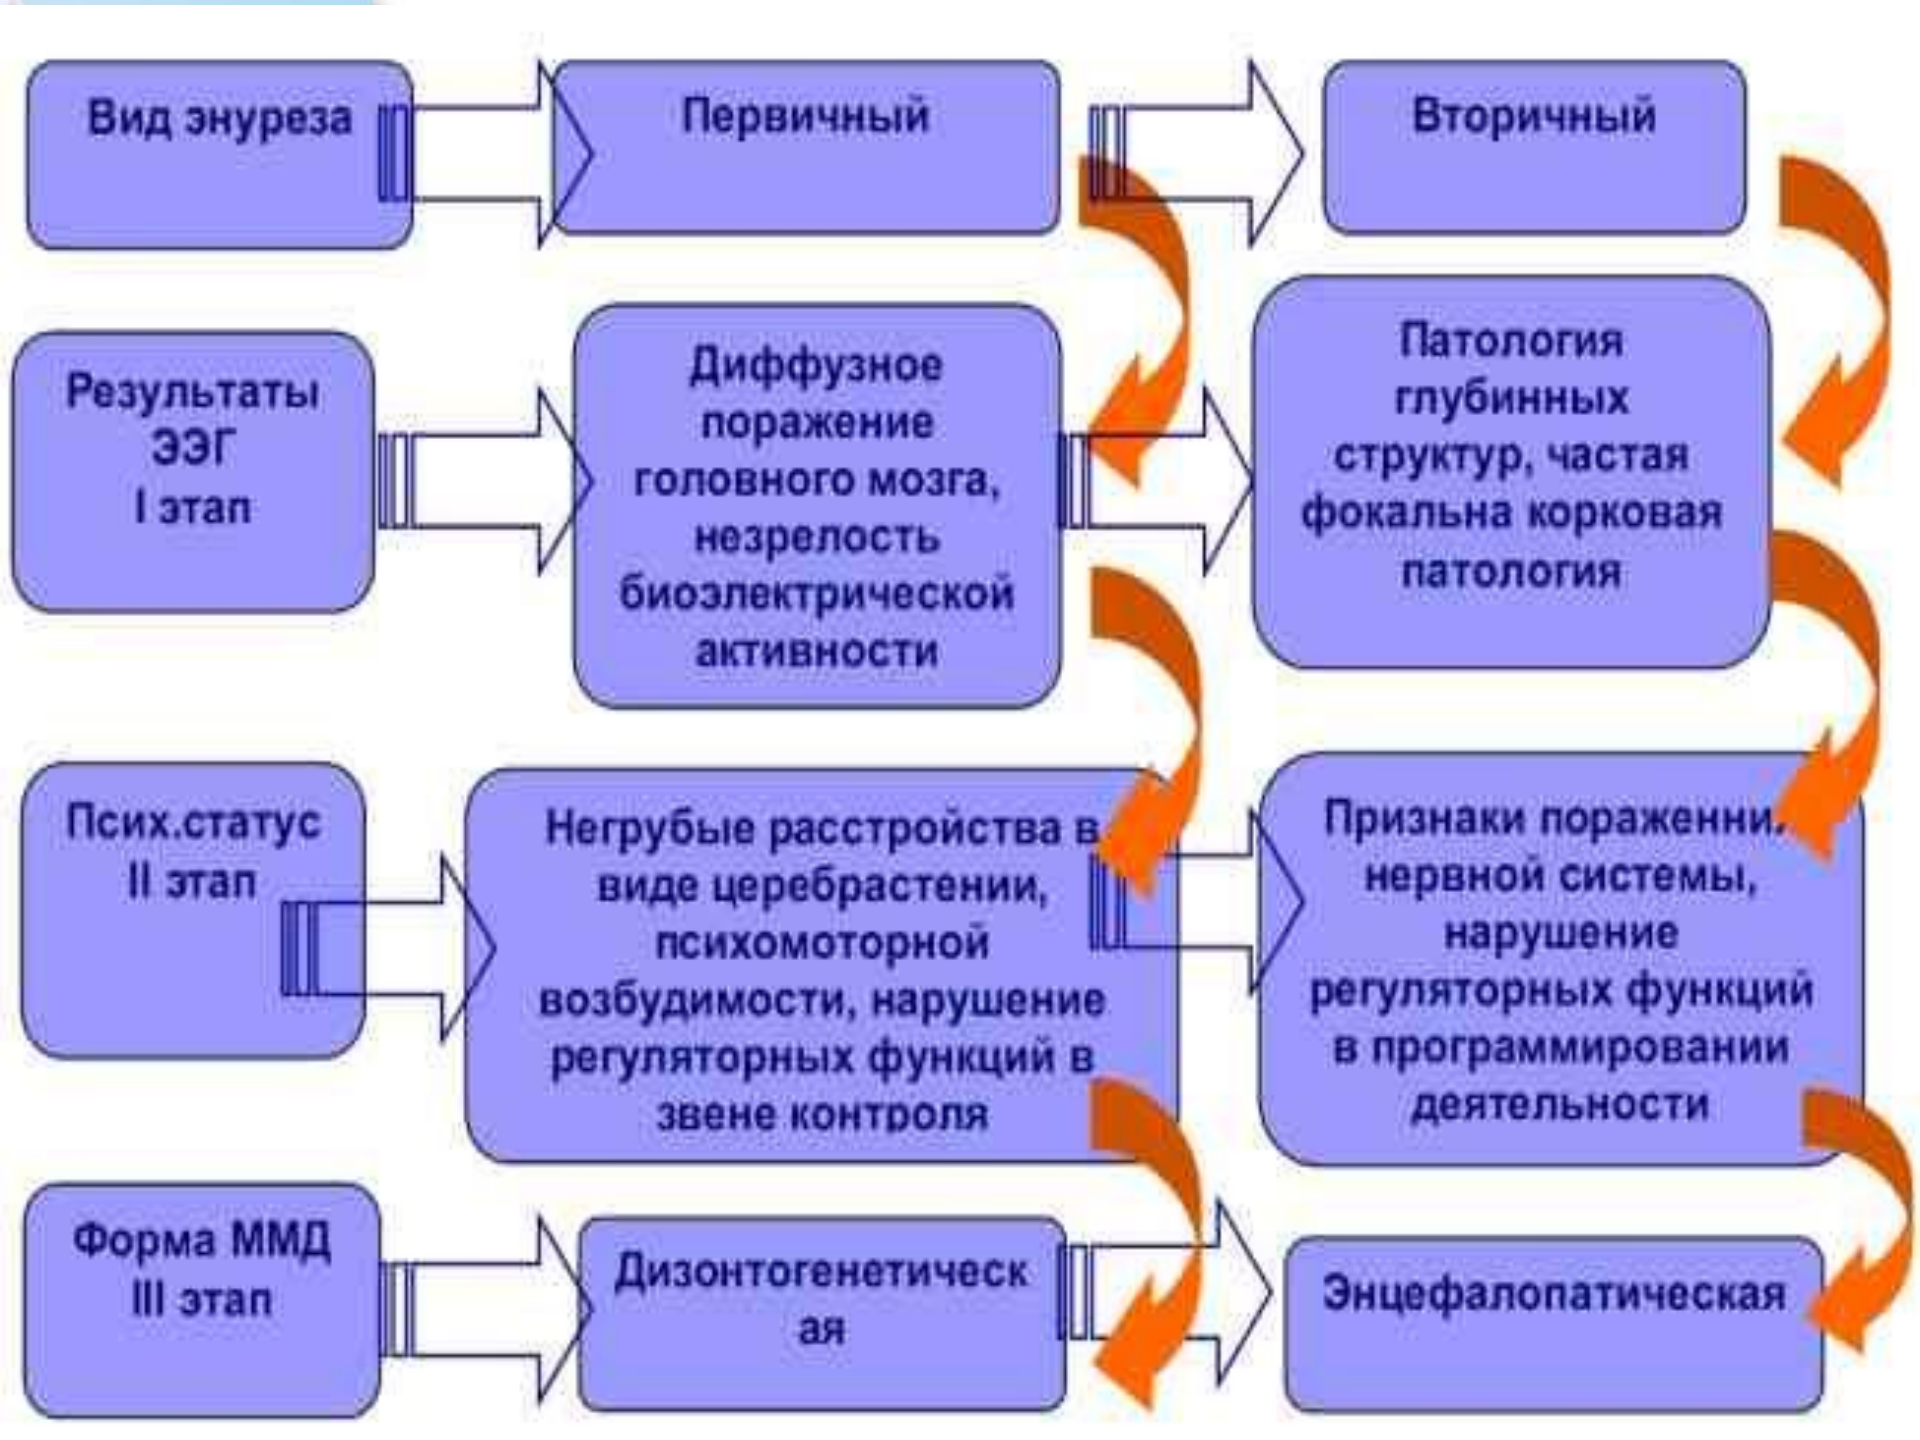 Вид энуреза
Первичный
Вторичный
Результаты
ЭЭГ
I этап
Диффузное
поражение
головного мозга,
незрелость
биоэлектрической
активности
Патология
глубинных
структур, частая
фокальна корковая
патология
Псих.статус
II этап
Негрубые расстройства в
виде церебрастении,
психомоторной
возбудимости, нарушение
регуляторных функций в
звене контроля
Признаки
нервной системы,
нарушение
регуляторных функций
в программировании
деятельности
Форма ММД
III этап
Дизонтогенетическ
ая
Энцефалопатическая